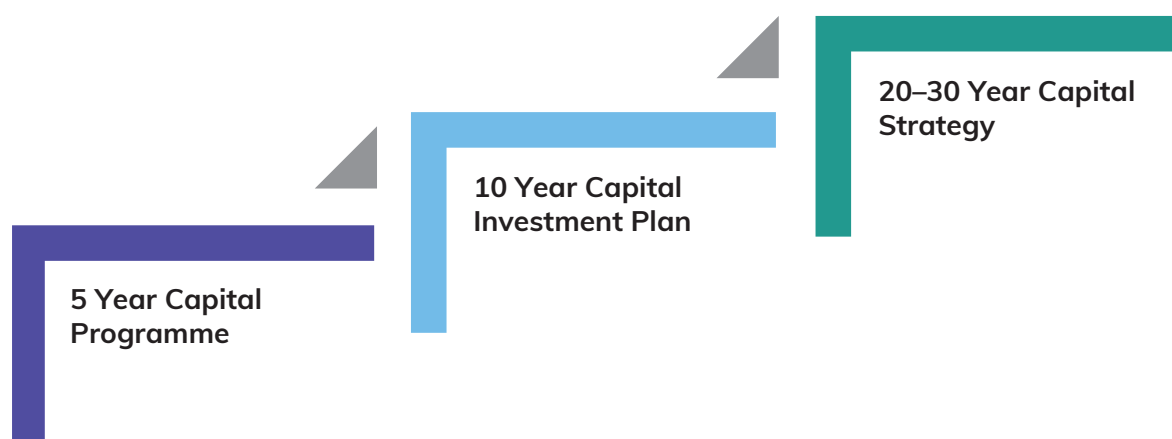 20–30 Year Capital
Strategy
10 Year Capital
Investment Plan
5 Year Capital
Programme